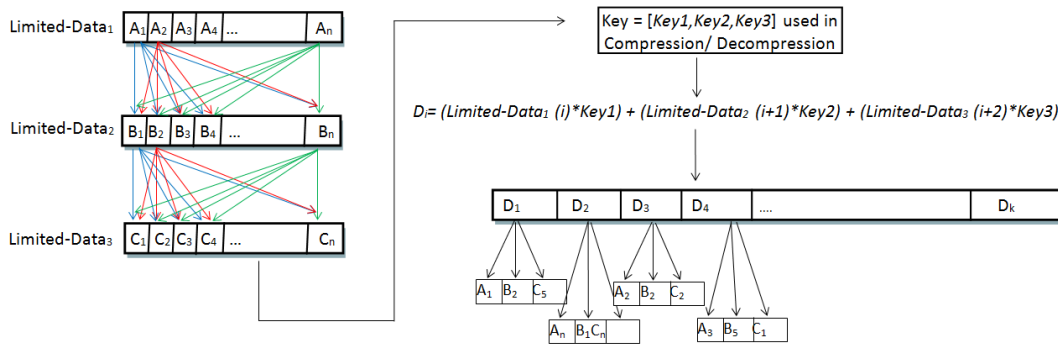 Limited-Data₁ A₁ A₂ A₃ A₄ ... Aₙ
Limited-Data₂ B₁ B₂ B₃ B₄ ... Bₙ
Limited-Data₃ C₁ C₂ C₃ C₄ ... Cₙ
Key = [Key1,Key2,Key3] used in
Compression/ Decompression
Dᵢ= (Limited-Data₁ (i)*Key1) + (Limited-Data₂ (i+1)*Key2) + (Limited-Data₃ (i+2)*Key3)
D₁ D₂ D₃ D₄ .... Dₖ
A₁ B₂ C₅
Aₙ B₁Cₙ
A₂ B₂ C₂
A₃ B₅ C₁